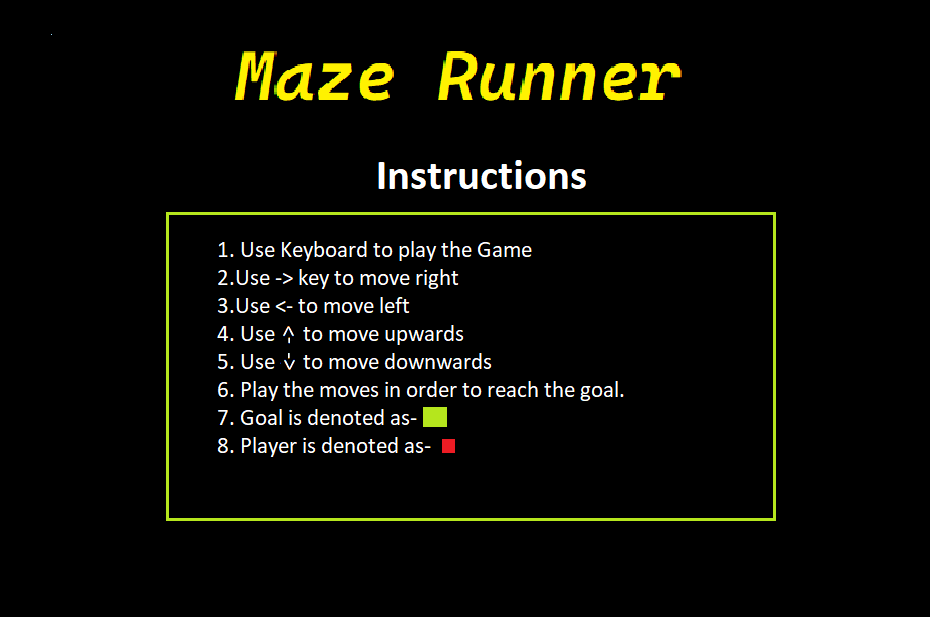 Maze Runner
Instructions
1. Use Keyboard to play the Game
2.Use -> key to move right
3.Use <- to move left
4. Use ^ to move upwards
5. Use v to move downwards
6. Play the moves in order to reach the goal.
7. Goal is denoted as-
8. Player is denoted as-